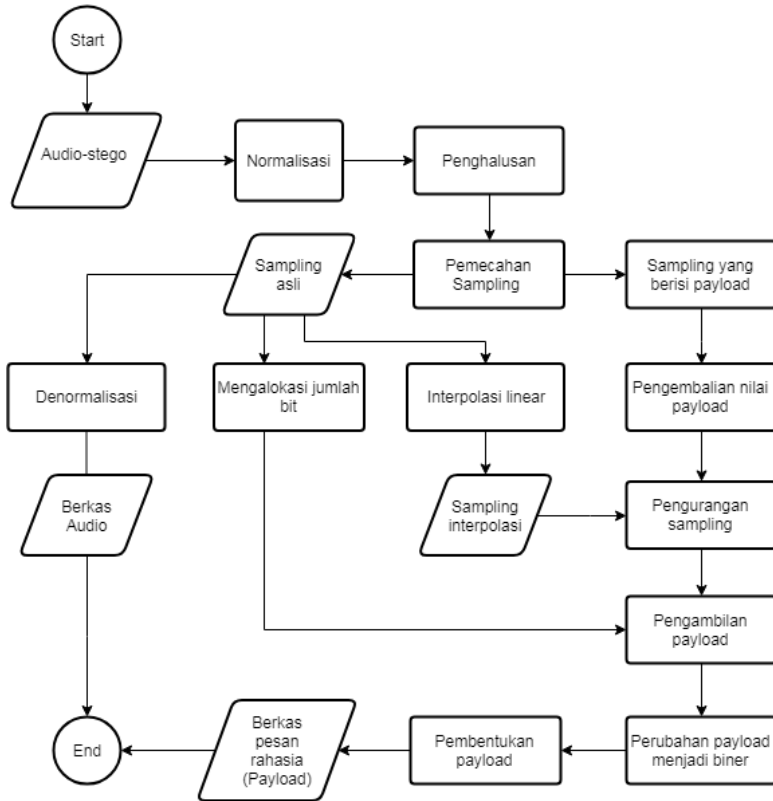 Start
Audio-stego
Normalisasi
Penghalusan
Sampling
asli
Pemecahan
Sampling
Sampling yang
berisi payload
Denormalisasi
Mengalokasi jumlah
bit
Interpolasi linear
Pengembalian nilai
payload
Berkas
Audio
Sampling
interpolasi
Pengurangan
sampling
Pengambilan
payload
End
Berkas
pesan
rahasia
(Payload)
Pembentukan
payload
Perubahan payload
menjadi biner